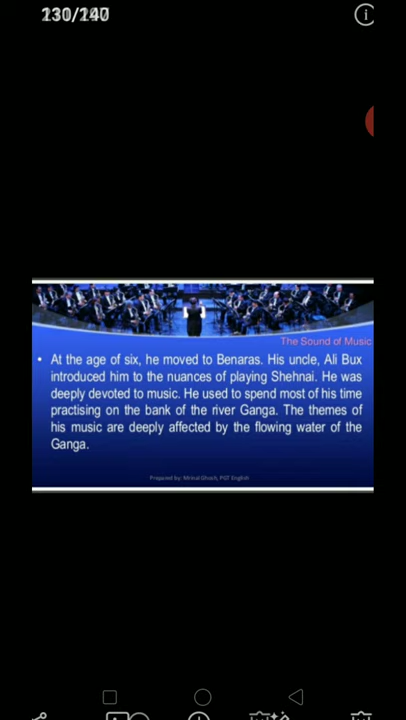 The Sound of Music
• At the age of six, he moved to Benaras. His uncle, Ali Bux
introduced him to the nuances of playing Shehnai. He was
deeply devoted to music. He used to spend most of his time
practising on the bank of the river Ganga. The themes of
his music are deeply affected by the flowing water of the
Ganga.
Prepared by: Mrinal Ghosh, PGT English